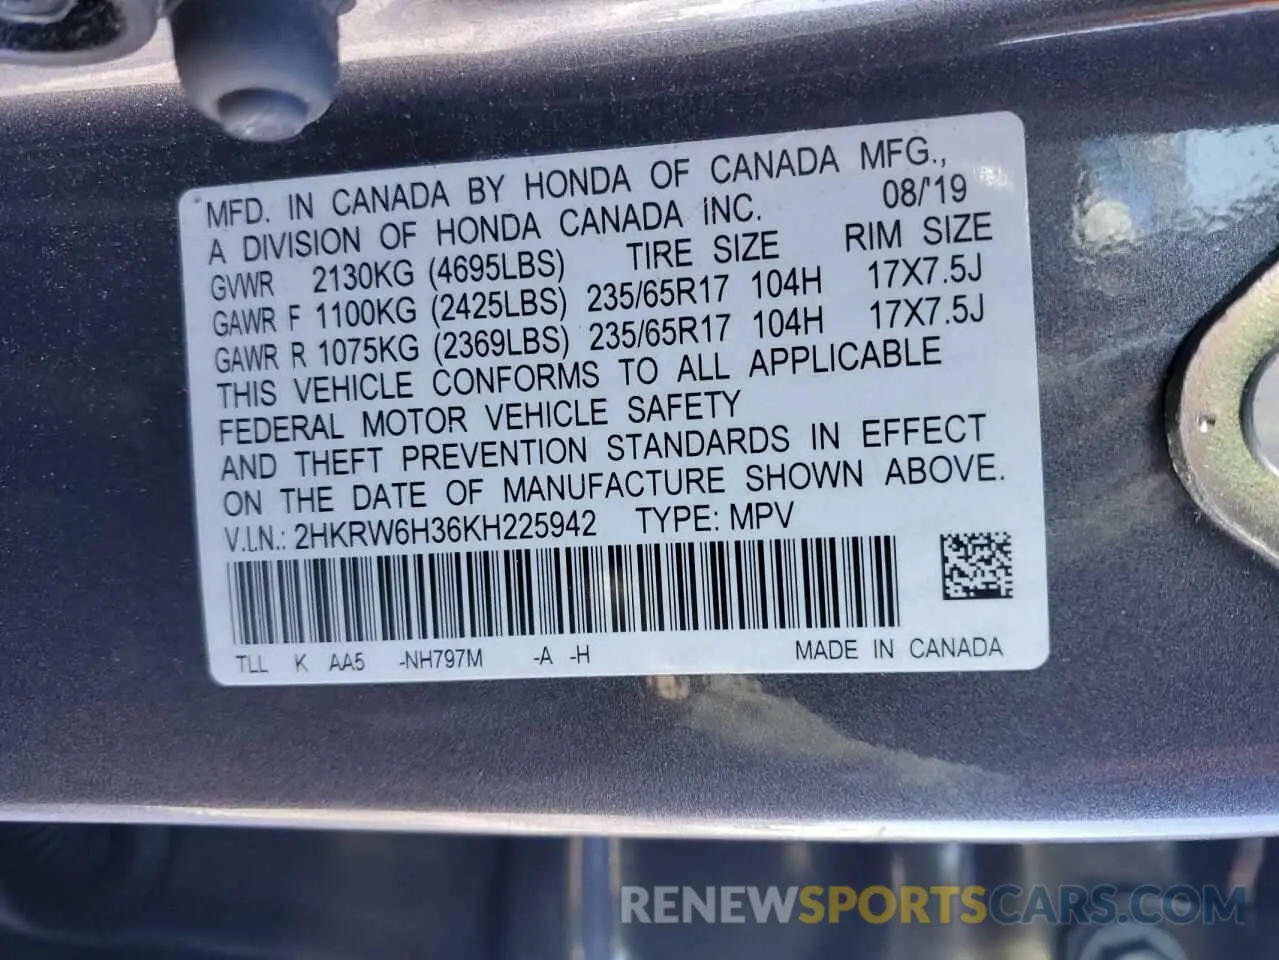 MFD. IN CANADA BY HONDA OF CANADA MFG.,
A DIVISION OF HONDA CANADA INC. 08/'19
GVWR 2130KG (4695LBS) TIRE SIZE RIM SIZE
GAWR F 1100KG (2425LBS) 235/65R17 104H 17X7.5J
GAWR R 1075KG (2369LBS) 235/65R17 104H 17X7.5J
THIS VEHICLE CONFORMS TO ALL APPLICABLE
FEDERAL MOTOR VEHICLE SAFETY
AND THEFT PREVENTION STANDARDS IN EFFECT
ON THE DATE OF MANUFACTURE SHOWN ABOVE.
V.I.N.: 2HKRW6H36KH225942 TYPE: MPV
TLL K AA5 -NH797M -A -H MADE IN CANADA
RENEWSPORTSCARS.COM